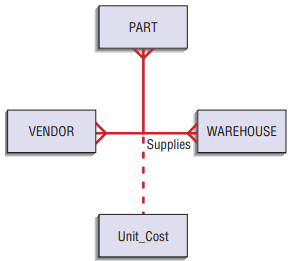 PART
VENDOR
WAREHOUSE
Supplies
Unit_Cost